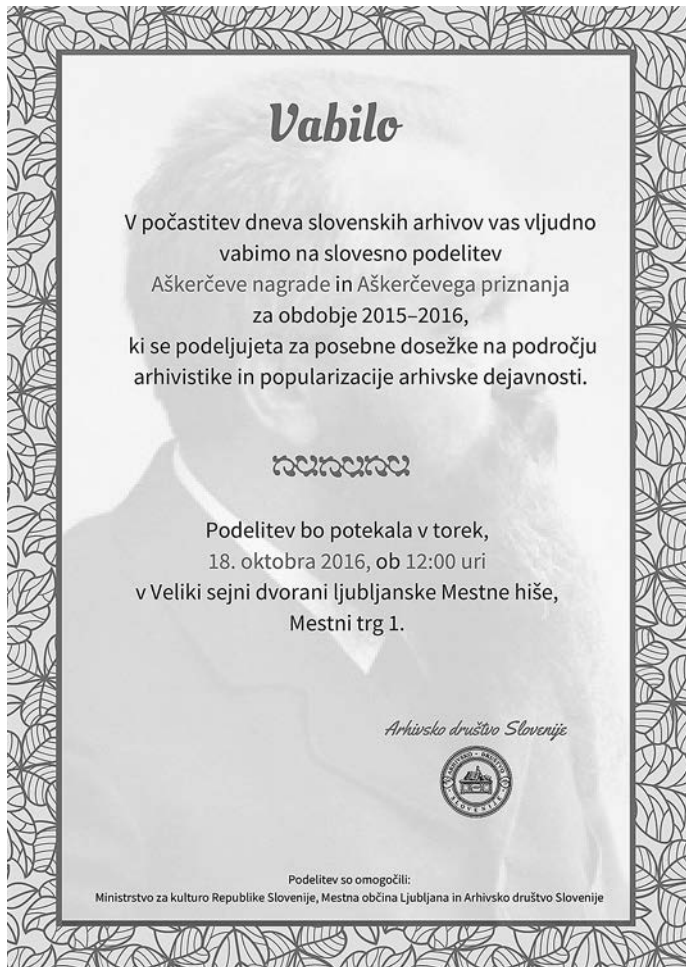 Vabilo
V počastitev dneva slovenskih arhivov vas vljudno
vabimo na slovesno podelitev
Aškerčeve nagrade in Aškerčevega priznanja
za obdobje 2015–2016,
ki se podeljujeta za posebne dosežke na področju
arhivistike in popularizacije arhivske dejavnosti.
Podelitev bo potekala v torek,
18. oktobra 2016, ob 12:00 uri
v Veliki sejni dvorani ljubljanske Mestne hiše,
Mestni trg 1.
Arhivsko društvo Slovenije
ARHIVSKO • DRUŠTVO
SLOVENIJE
Podelitev so omogočili:
Ministrstvo za kulturo Republike Slovenije, Mestna občina Ljubljana in Arhivsko društvo Slovenije